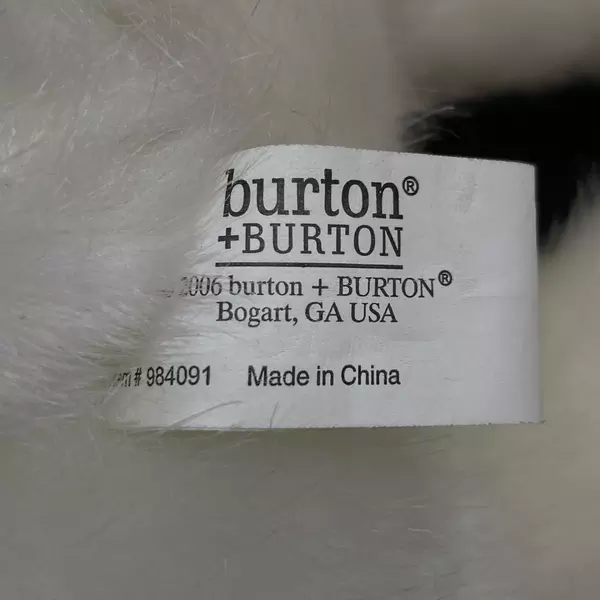 burton®
+BURTON
2006 burton + BURTON®
Bogart, GA USA
# 984091 Made in China